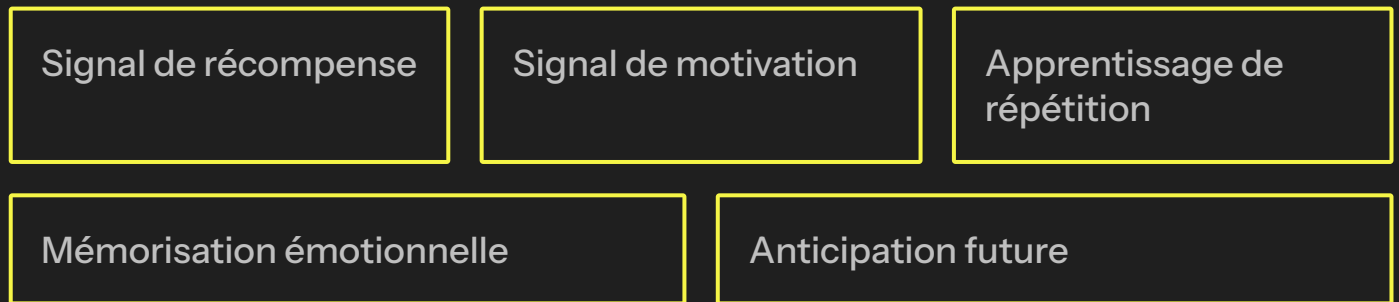 Signal de récompense
Signal de motivation
Apprentissage de
répétition
Mémorisation émotionnelle
Anticipation future